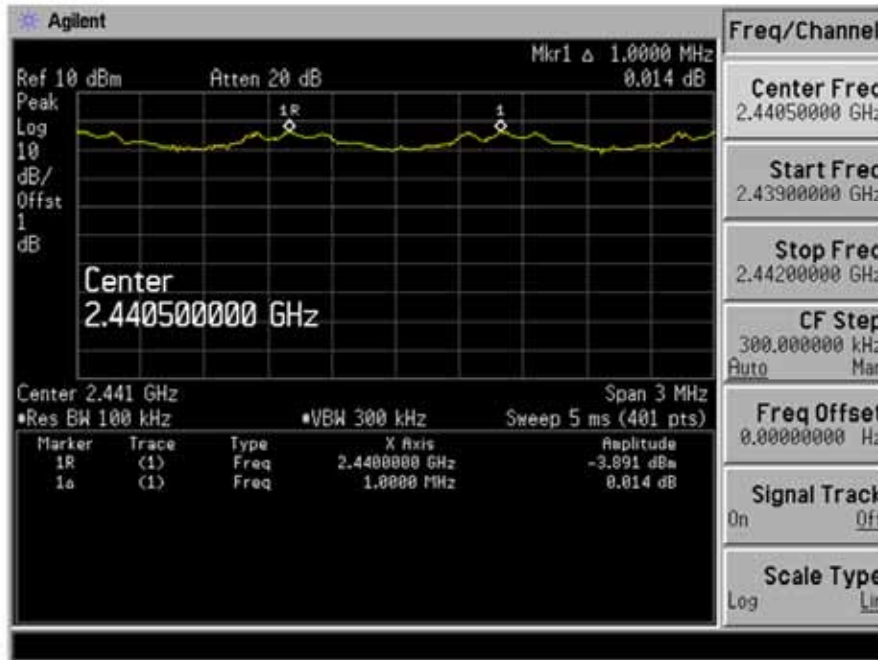 Agilent
Mkr1 Δ 1.0000 MHz
Ref 10 dBm Atten 20 dB 0.014 dB
Peak
Log
10
dB/
Offst
1
dB
1R
1
Center
2.440500000 GHz
Center 2.441 GHz Span 3 MHz
•Res BW 100 kHz •VBW 300 kHz Sweep 5 ms (401 pts)
Marker Trace Type X Axis Amplitude
1R (1) Freq 2.4400000 GHz -3.891 dBm
1Δ (1) Freq 1.0000 MHz 0.014 dB
Freq/Channel
Center Freq
2.44050000 GHz
Start Freq
2.43900000 GHz
Stop Freq
2.44200000 GHz
CF Step
300.000000 kHz
Auto Man
Freq Offset
0.00000000 Hz
Signal Track
On Off
Scale Type
Log Lin